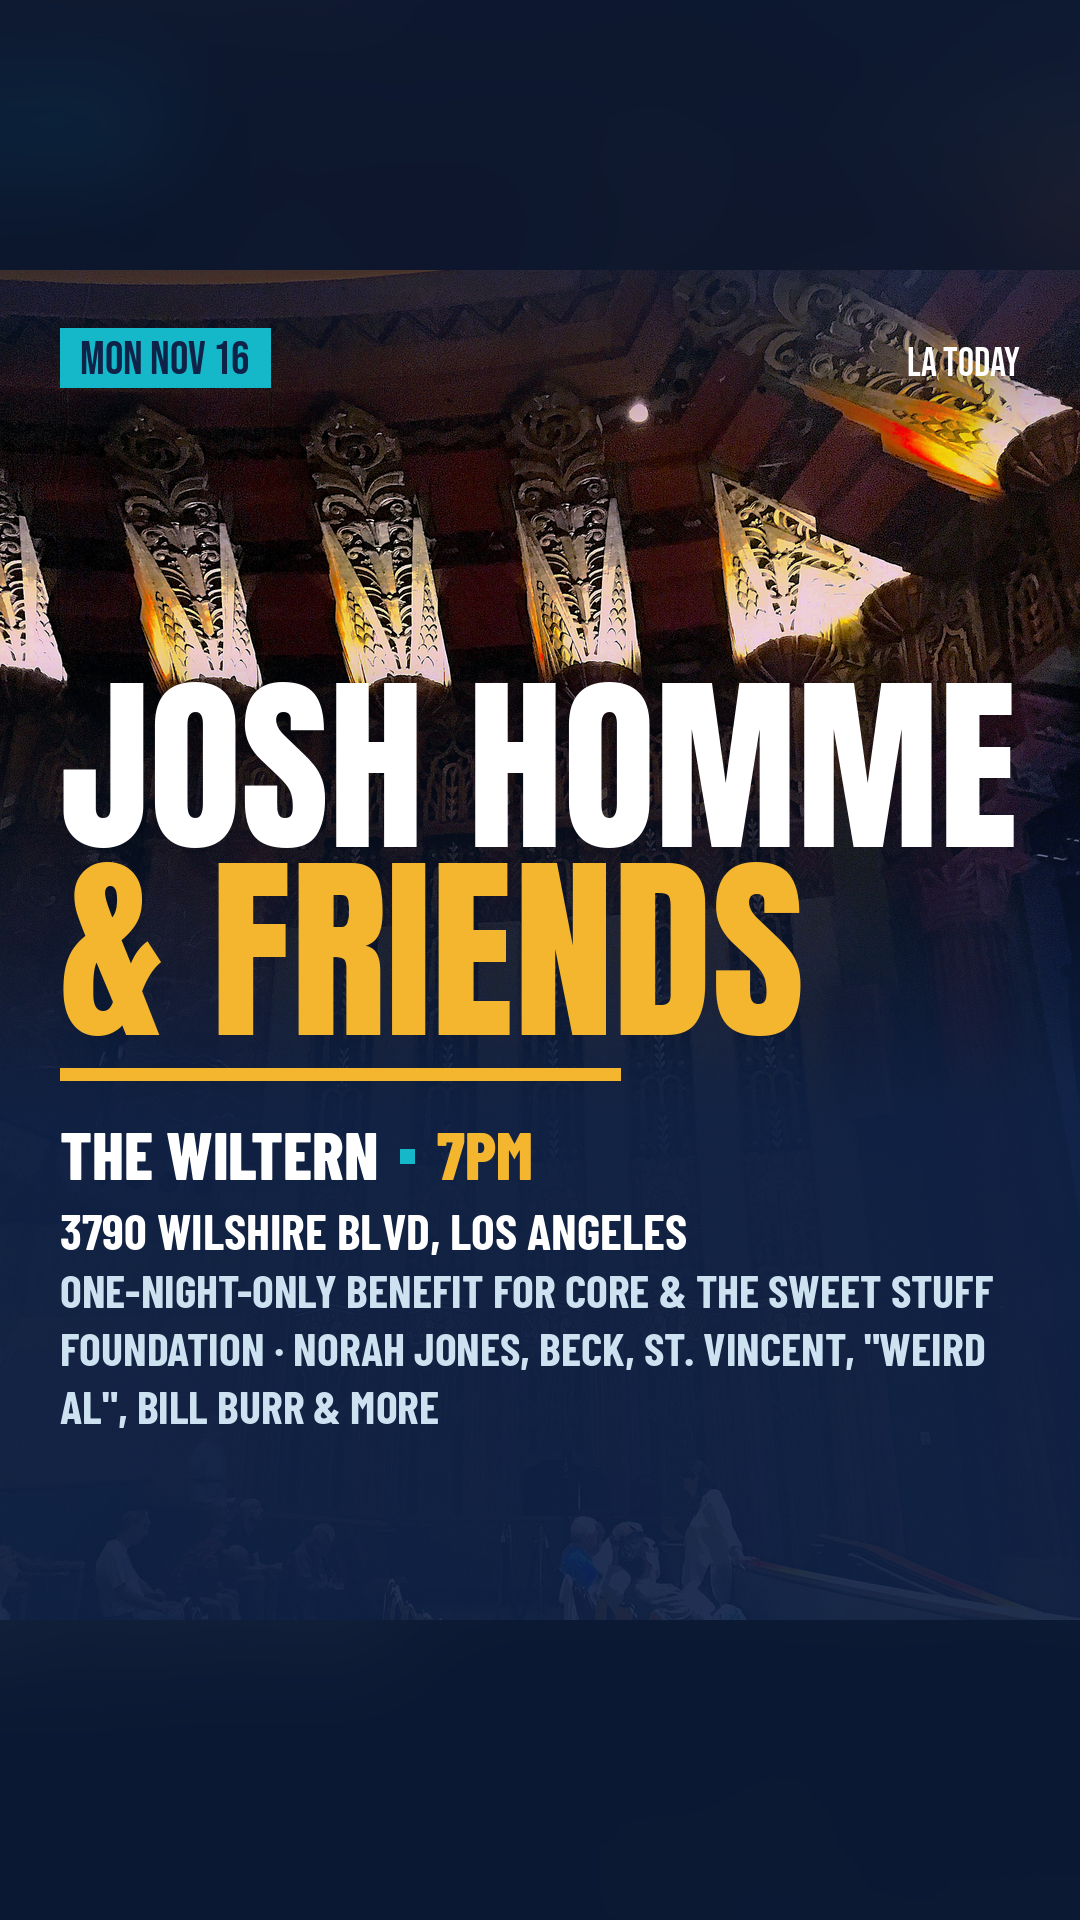 MON NOV 16
LA TODAY
JOSH HOMME
& FRIENDS
THE WILTERN ▪ 7PM
3790 WILSHIRE BLVD, LOS ANGELES
ONE-NIGHT-ONLY BENEFIT FOR CORE & THE SWEET STUFF
FOUNDATION · NORAH JONES, BECK, ST. VINCENT, "WEIRD
AL", BILL BURR & MORE